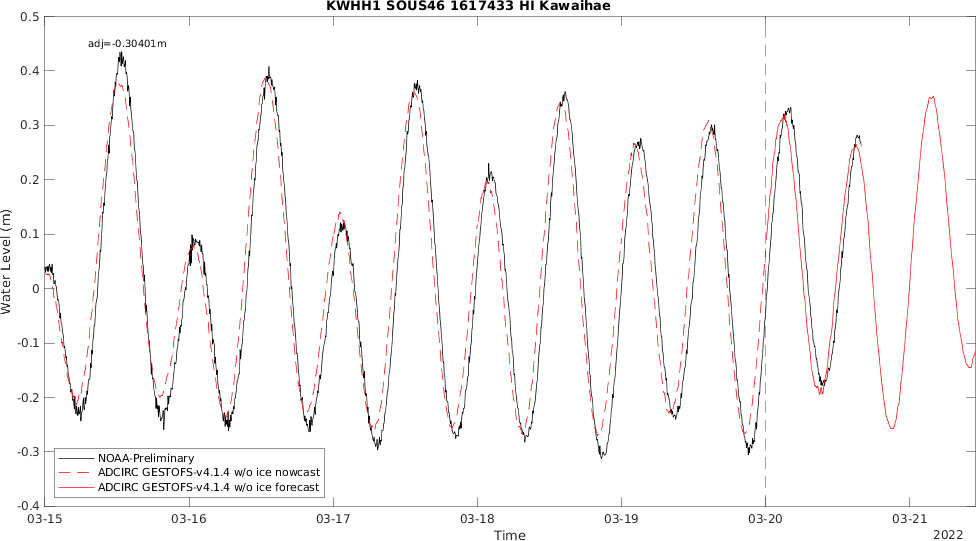 KWHH1 SOUS46 1617433 HI Kawaihae
adj=-0.30401m
0.5
0.4
0.3
0.2
0.1
0
-0.1
-0.2
-0.3
-0.4
Water Level (m)
NOAA-Preliminary
ADCIRC GESTOFS-v4.1.4 w/o ice nowcast
ADCIRC GESTOFS-v4.1.4 w/o ice forecast
03-15 03-16 03-17 03-18 03-19 03-20 03-21
Time
2022